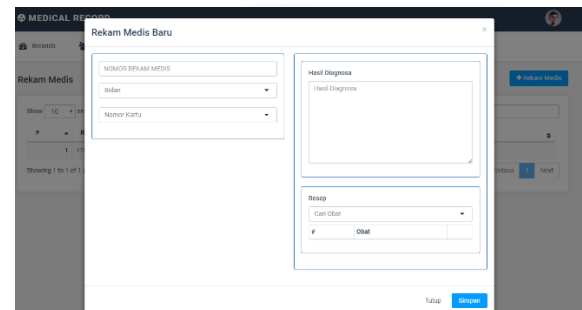 MEDICAL RECORD
Rekam Medis Baru
×
Beranda
NOMOR REKAM MEDIS
Bidan
Nomor Kartu
Hasil Diagnosa
Hasil Diagnosa
Rekam Medis
Rekam Medis
Show 10
#
1
Showing 1 to 1 of 1
1 Next
Resep
Cari Obat
# Obat
Tutup Simpan